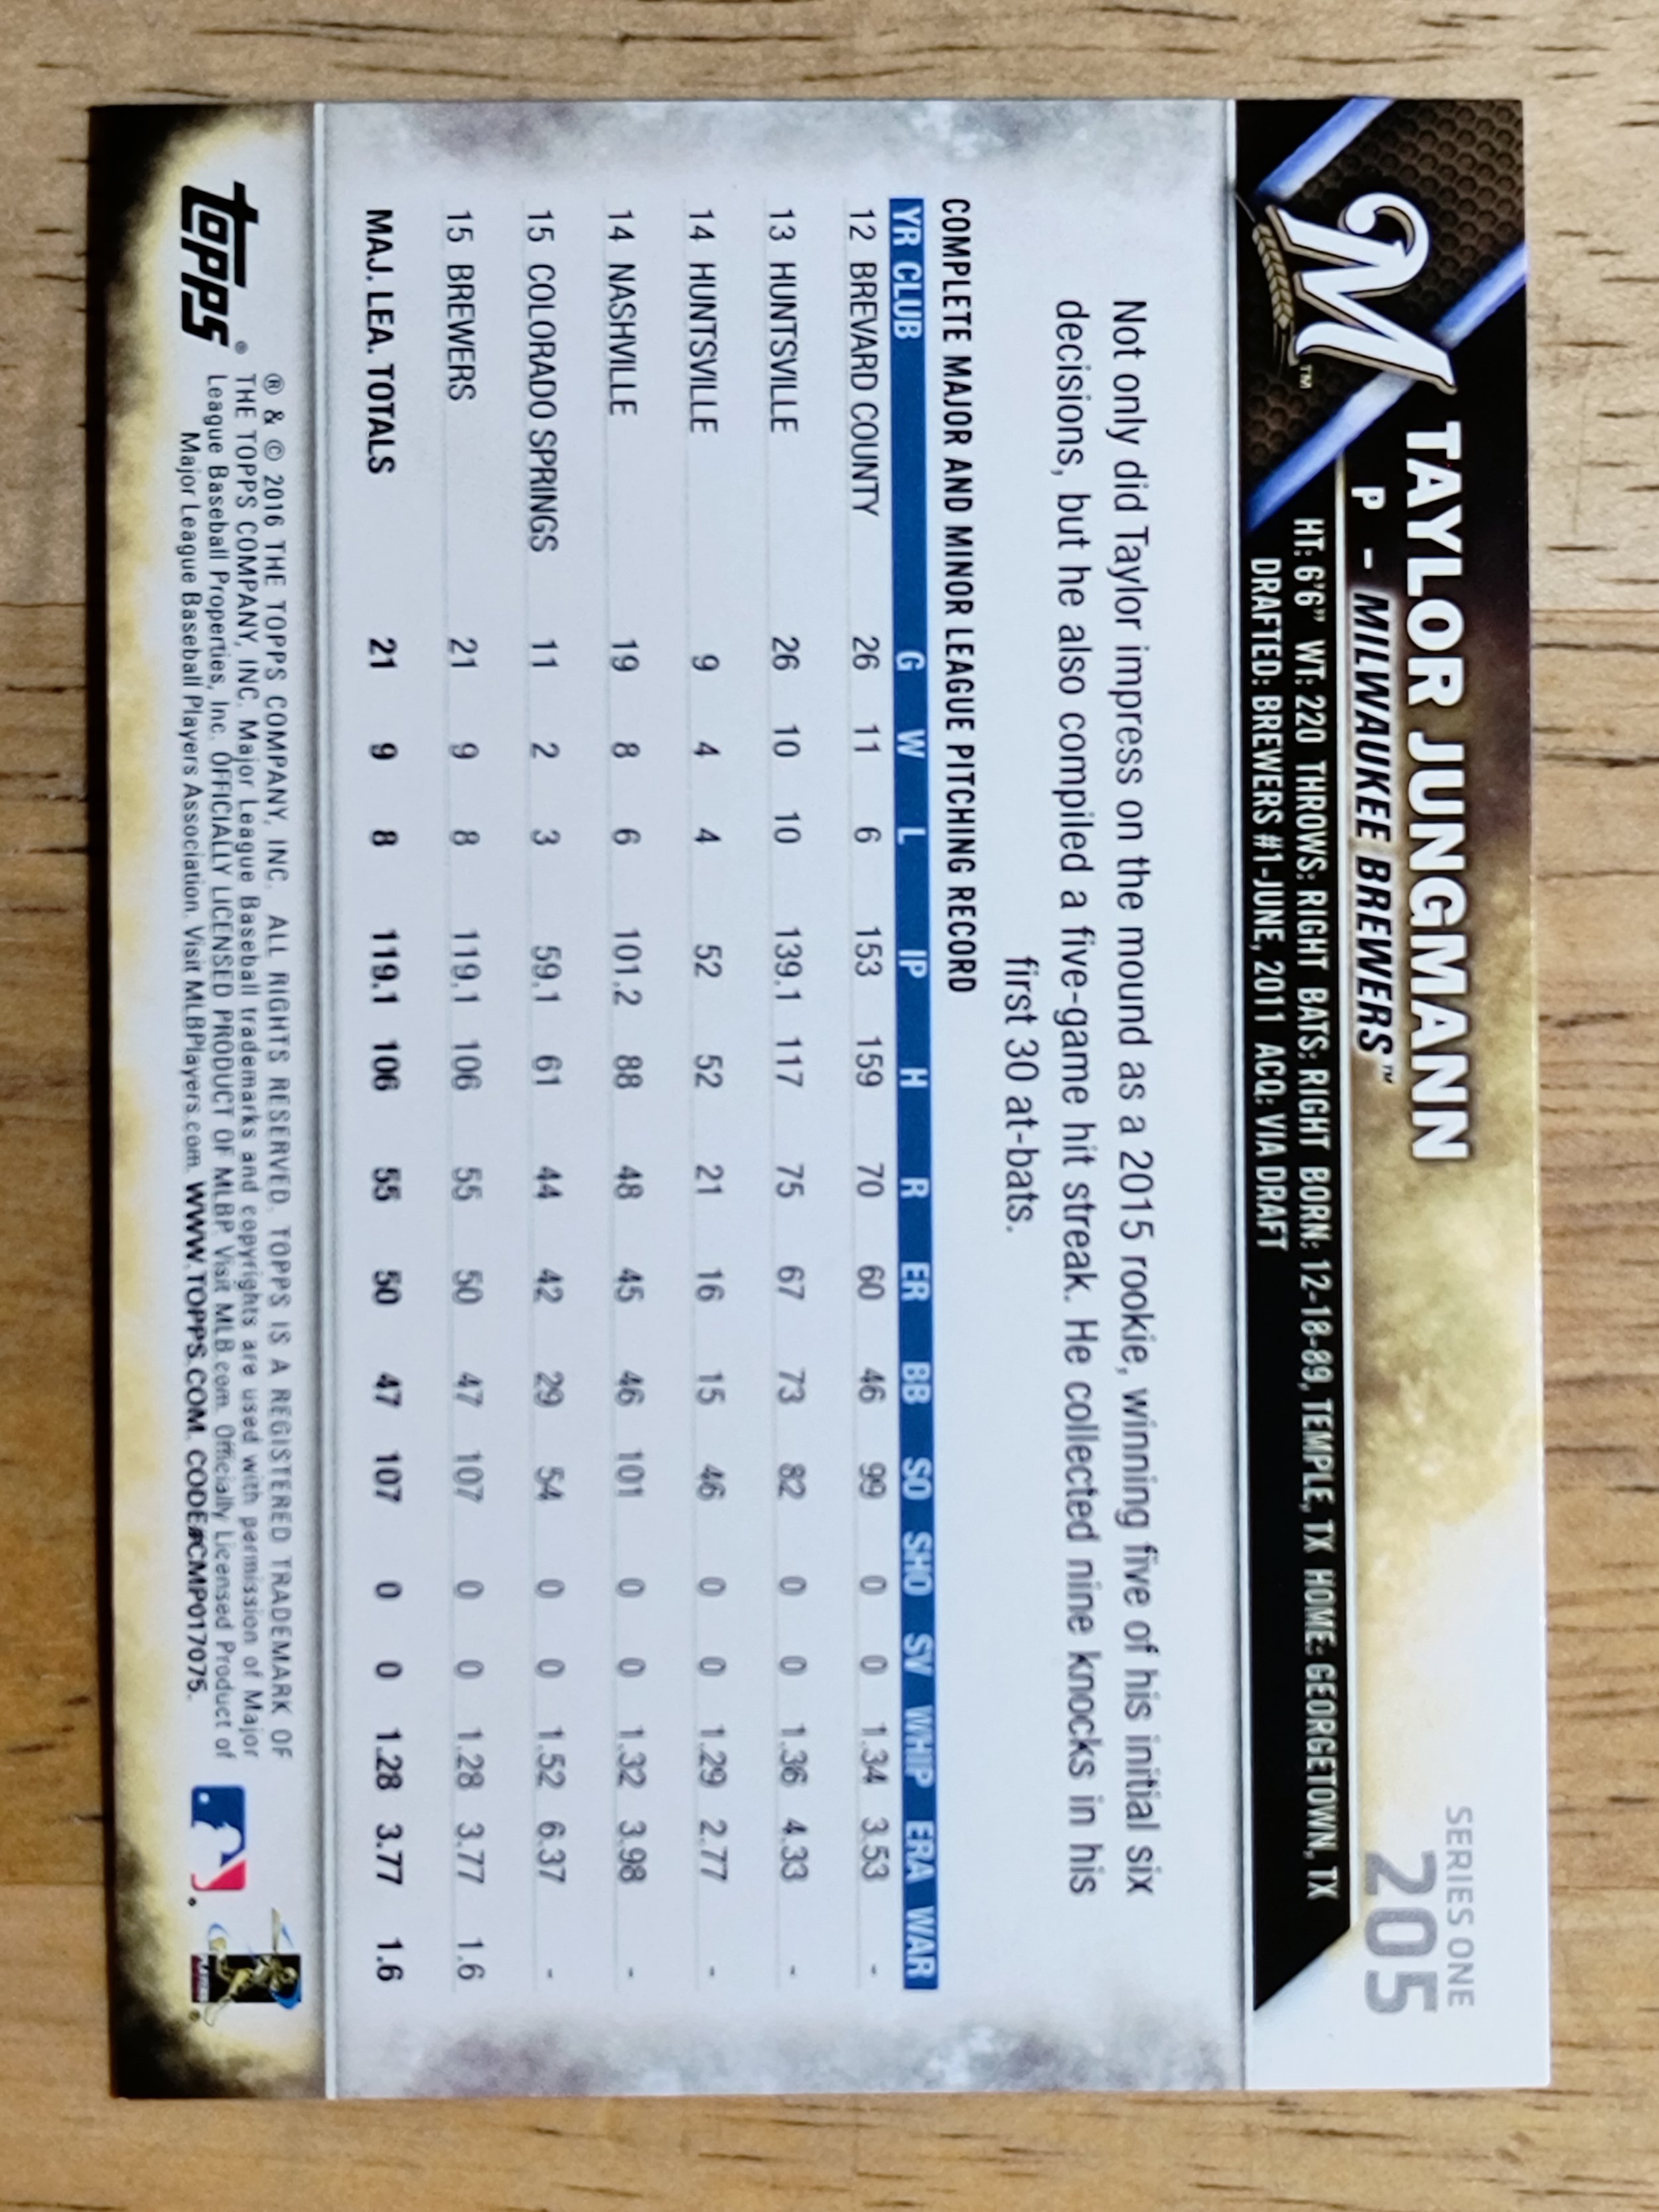 SERIES ONE
205
TAYLOR JUNGMANN
P - MILWAUKEE BREWERS™
HT: 6'6" WT: 220 THROWS: RIGHT BATS: RIGHT BORN: 12-18-89, TEMPLE, TX HOME: GEORGETOWN, TX
DRAFTED: BREWERS #1-JUNE, 2011 ACQ: VIA DRAFT
M™
Not only did Taylor impress on the mound as a 2015 rookie, winning five of his initial six
decisions, but he also compiled a five-game hit streak. He collected nine knocks in his
first 30 at-bats.
COMPLETE MAJOR AND MINOR LEAGUE PITCHING RECORD
YR CLUB G W L IP H R ER BB SO SHO SV WHIP ERA WAR
12 BREVARD COUNTY 26 11 6 153 159 70 60 46 99 0 0 1.34 3.53 -
13 HUNTSVILLE 26 10 10 139.1 117 75 67 73 82 0 0 1.36 4.33 -
14 HUNTSVILLE 9 4 4 52 52 21 16 15 46 0 0 1.29 2.77 -
14 NASHVILLE 19 8 6 101.2 88 48 45 46 101 0 0 1.32 3.98 -
15 COLORADO SPRINGS 11 2 3 59.1 61 44 42 29 54 0 0 1.52 6.37 -
15 BREWERS 21 9 8 119.1 106 55 50 47 107 0 0 1.28 3.77 1.6
MAJ. LEA. TOTALS 21 9 8 119.1 106 55 50 47 107 0 0 1.28 3.77 1.6
topps®
® & © 2016 THE TOPPS COMPANY, INC. ALL RIGHTS RESERVED. TOPPS IS A REGISTERED TRADEMARK OF
THE TOPPS COMPANY, INC. Major League Baseball trademarks and copyrights are used with permission of Major
League Baseball Properties, Inc. OFFICIALLY LICENSED PRODUCT OF MLBP. Visit MLB.com. Officially Licensed Product of
Major League Baseball Players Association. Visit MLBPlayers.com. WWW.TOPPS.COM. CODE#CMP017075.